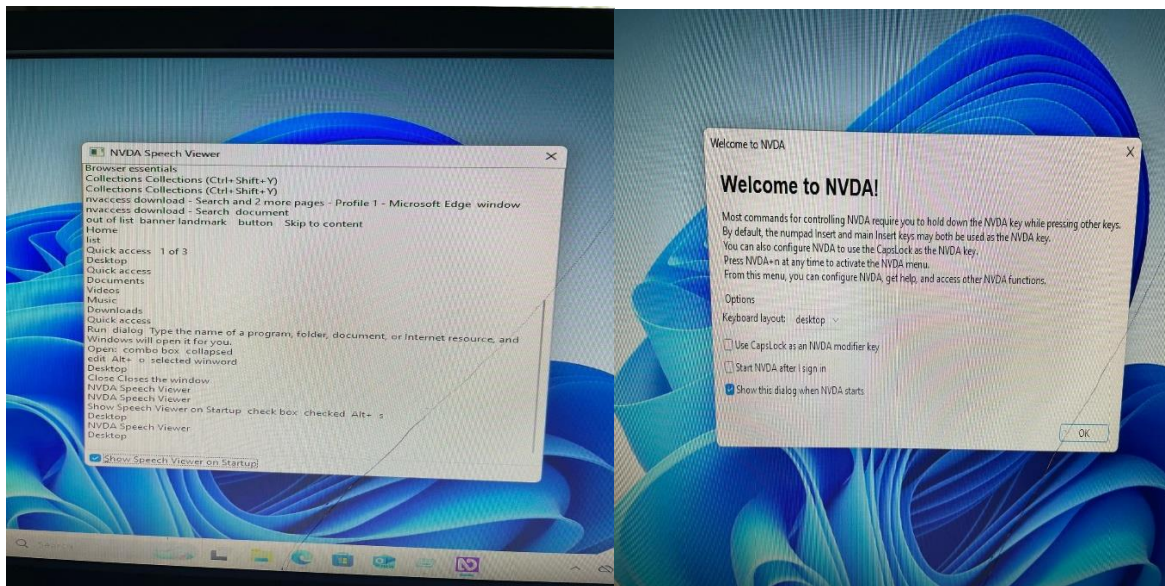 NVDA Speech Viewer
Browser essentials
Collections Collections (Ctrl+Shift+Y)
Collections Collections (Ctrl+Shift+Y)
nvaccess download - Search and 2 more pages - Profile 1 - Microsoft Edge window
nvaccess download - Search document
out of list banner landmark button Skip to content
Home
list
Quick access 1 of 3
Desktop
Quick access
Documents
Videos
Music
Downloads
Quick access
Run dialog Type the name of a program, folder, document, or Internet resource, and
Windows will open it for you.
Open: combo box collapsed
edit Alt+ o selected winword
Desktop
Close Closes the window
NVDA Speech Viewer
NVDA Speech Viewer
Show Speech Viewer on Startup check box checked Alt+ s
Desktop
NVDA Speech Viewer
Desktop
Show Speech Viewer on Startup
Welcome to NVDA
Welcome to NVDA!
Most commands for controlling NVDA require you to hold down the NVDA key while pressing other keys.
By default, the numpad Insert and main Insert keys may both be used as the NVDA key.
You can also configure NVDA to use the CapsLock as the NVDA key.
Press NVDA+n at any time to activate the NVDA menu.
From this menu, you can configure NVDA, get help, and access other NVDA functions.
Options
Keyboard layout: desktop
Use CapsLock as an NVDA modifier key
Start NVDA after I sign in
Show this dialog when NVDA starts
OK